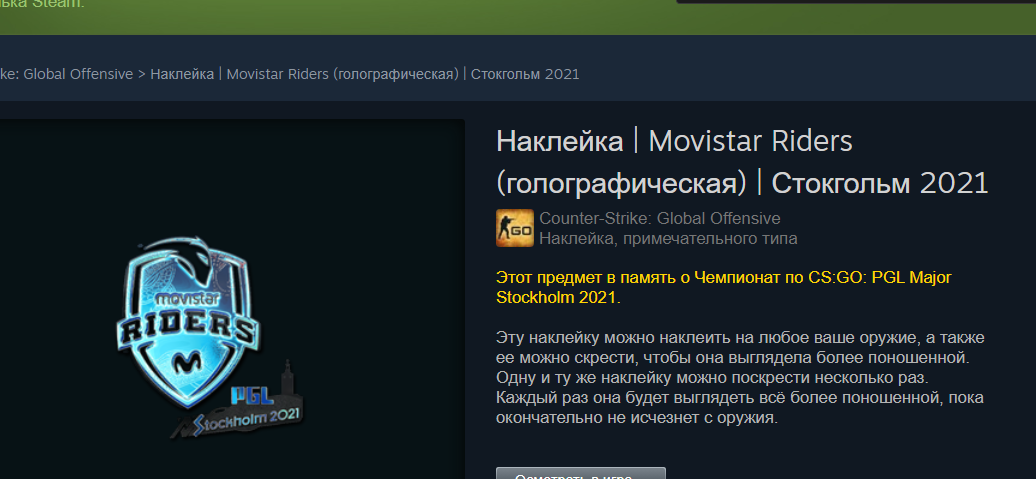 ька Steam.
ke: Global Offensive > Наклейка | Movistar Riders (голографическая) | Стокгольм 2021
Наклейка | Movistar Riders
(голографическая) | Стокгольм 2021
GO
Counter-Strike: Global Offensive
Наклейка, примечательного типа
Этот предмет в память о Чемпионат по CS:GO: PGL Major
Stockholm 2021.
Эту наклейку можно наклеить на любое ваше оружие, а также
ее можно скрести, чтобы она выглядела более поношенной.
Одну и ту же наклейку можно поскрести несколько раз.
Каждый раз она будет выглядеть всё более поношенной, пока
окончательно не исчезнет с оружия.
Осмотреть в игре...
movistar
RIDERS
PGL
Stockholm 2021